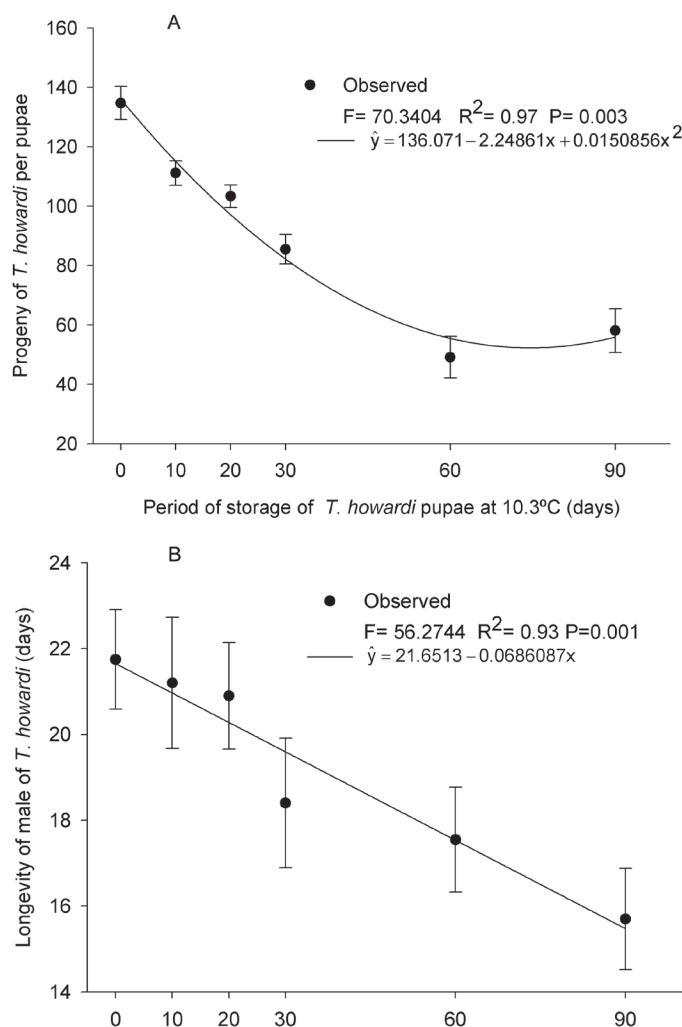 A
160
140
120
100
80
60
40
20
Progeny of T. howardi per pupae
Observed
F= 70.3404 R2= 0.97 P= 0.003
ŷ = 136.071 − 2.24861x + 0.0150856x2
0 10 20 30 60 90
Period of storage of T. howardi pupae at 10.3ºC (days)
B
24
22
20
18
16
14
Longevity of male of T. howardi (days)
Observed
F= 56.2744 R2= 0.93 P=0.001
ŷ = 21.6513 − 0.0686087x
0 10 20 30 60 90